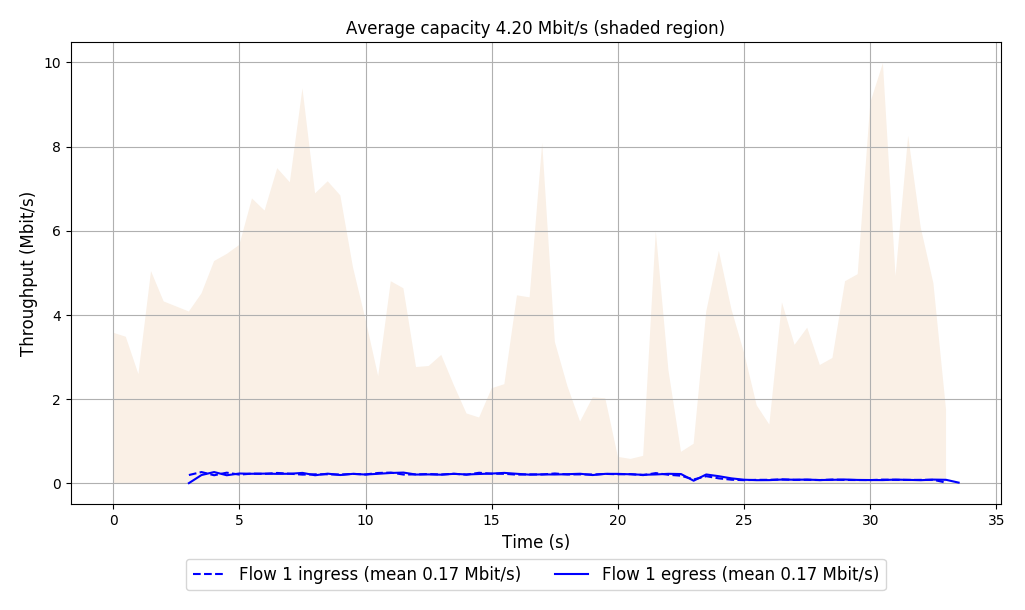 Average capacity 4.20 Mbit/s (shaded region)
Throughput (Mbit/s)
10
8
6
4
2
0
0 5 10 15 20 25 30 35
Time (s)
Flow 1 ingress (mean 0.17 Mbit/s) Flow 1 egress (mean 0.17 Mbit/s)